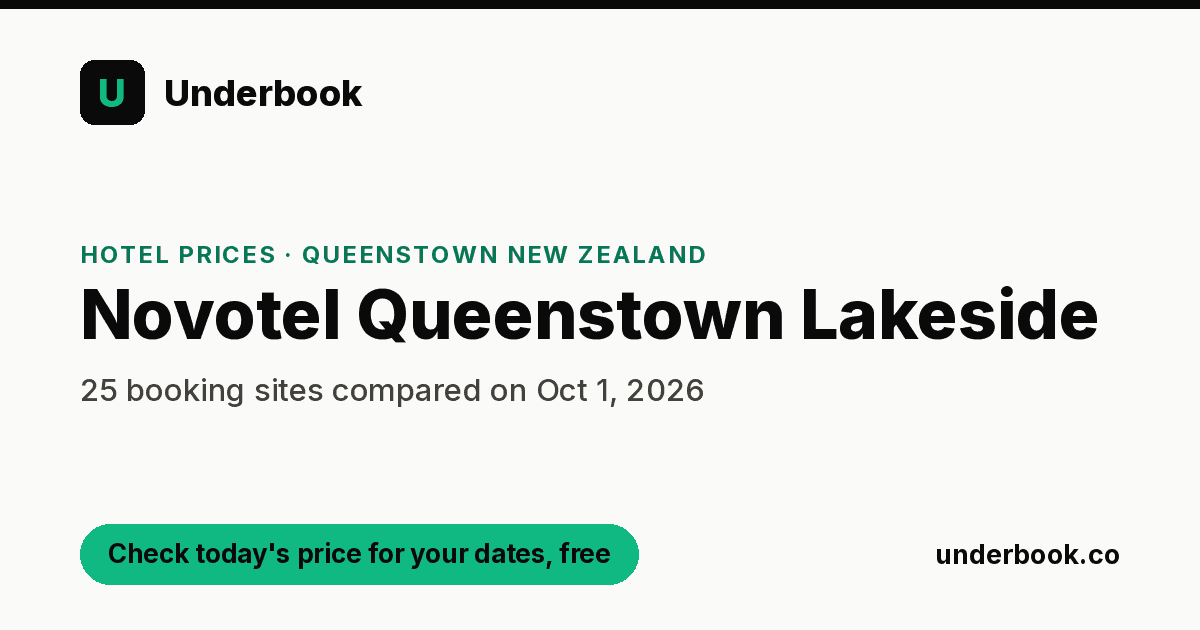 U Underbook
HOTEL PRICES · QUEENSTOWN NEW ZEALAND
Novotel Queenstown Lakeside
25 booking sites compared on Oct 1, 2026
Check today's price for your dates, free
underbook.co